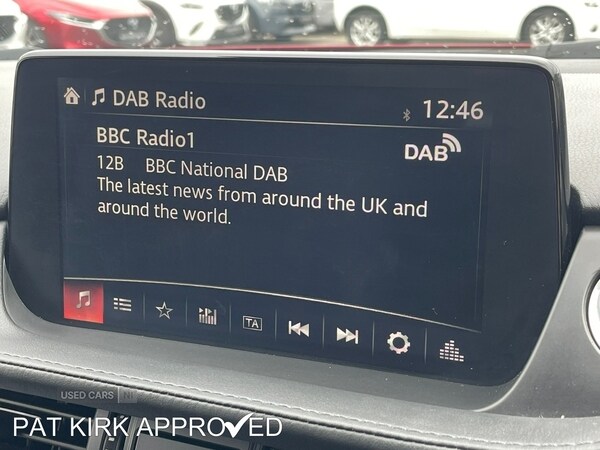 DAB Radio
12:46
BBC Radio1
DAB
12B BBC National DAB
The latest news from around the UK and
around the world.
TA
USED CARS NI
PAT KIRK APPROVED